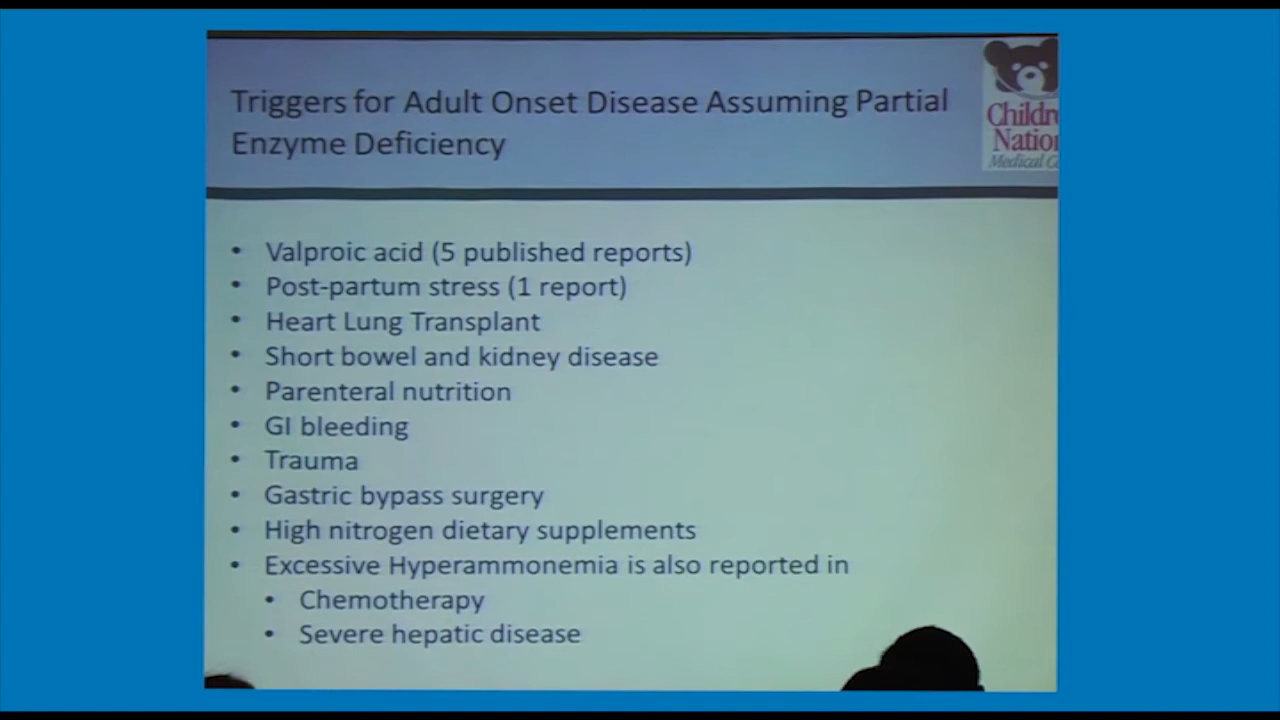 Triggers for Adult Onset Disease Assuming Partial
Enzyme Deficiency
Medical
• Valproic acid (5 published reports)
• Post-partum stress (1 report)
• Heart Lung Transplant
• Short bowel and kidney disease
• Parenteral nutrition
• GI bleeding
• Trauma
• Gastric bypass surgery
• High nitrogen dietary supplements
• Excessive Hyperammonemia is also reported in
• Chemotherapy
• Severe hepatic disease